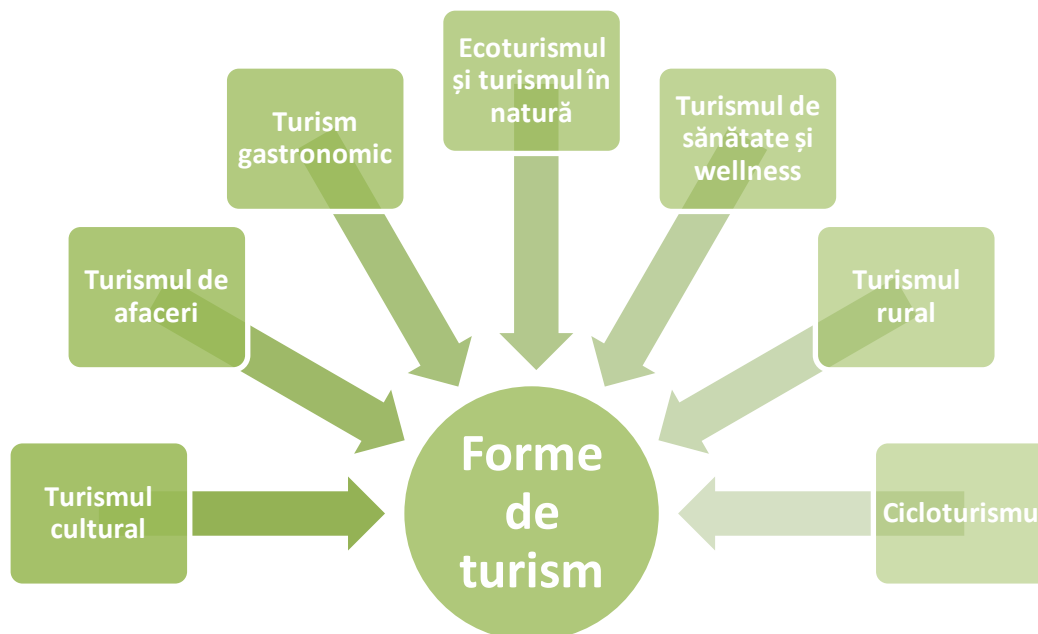 Ecoturismul
și turismul în
natură
Turism
gastronomic
Turismul de
sănătate și
wellness
Turismul de
afaceri
Turismul
rural
Turismul
cultural
Forme
de
turism
Cicloturismu